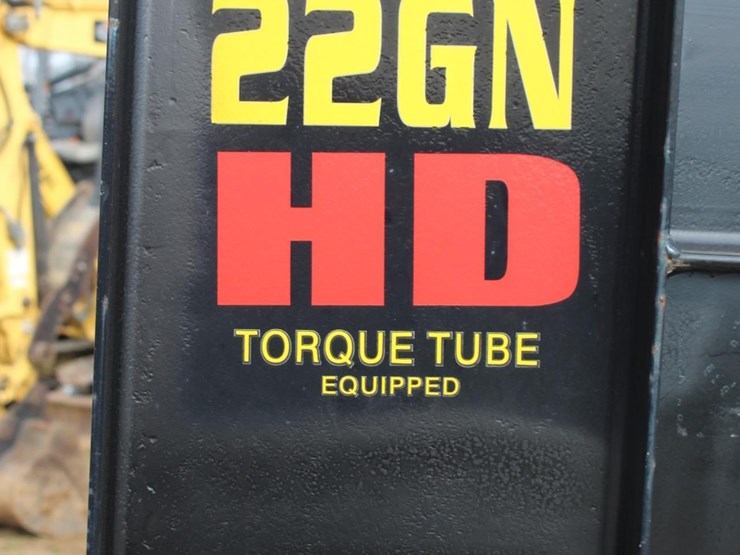 22GN
HD
TORQUE TUBE
EQUIPPED